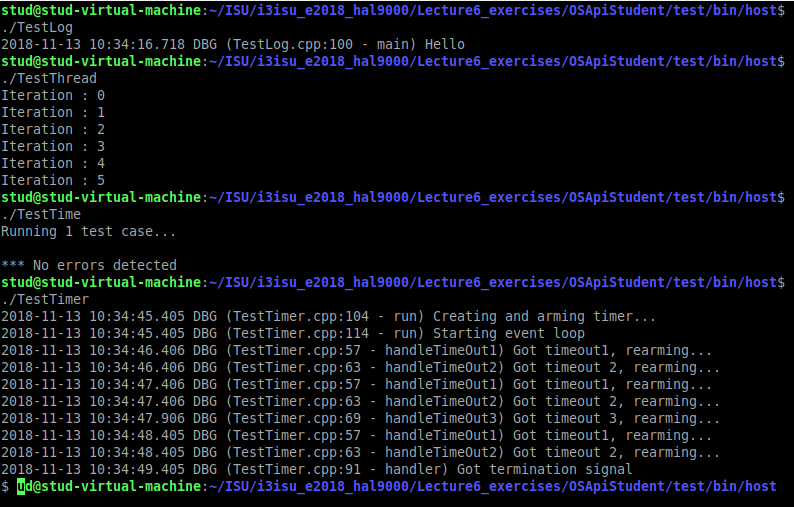 stud@stud-virtual-machine:~/ISU/i3isu_e2018_hal9000/Lecture6_exercises/OSApiStudent/test/bin/host$
./TestLog
2018-11-13 10:34:16.718 DBG (TestLog.cpp:100 - main) Hello
stud@stud-virtual-machine:~/ISU/i3isu_e2018_hal9000/Lecture6_exercises/OSApiStudent/test/bin/host$
./TestThread
Iteration : 0
Iteration : 1
Iteration : 2
Iteration : 3
Iteration : 4
Iteration : 5
stud@stud-virtual-machine:~/ISU/i3isu_e2018_hal9000/Lecture6_exercises/OSApiStudent/test/bin/host$
./TestTime
Running 1 test case...

*** No errors detected
stud@stud-virtual-machine:~/ISU/i3isu_e2018_hal9000/Lecture6_exercises/OSApiStudent/test/bin/host$
./TestTimer
2018-11-13 10:34:45.405 DBG (TestTimer.cpp:104 - run) Creating and arming timer...
2018-11-13 10:34:45.405 DBG (TestTimer.cpp:114 - run) Starting event loop
2018-11-13 10:34:46.406 DBG (TestTimer.cpp:57 - handleTimeOut1) Got timeout1, rearming...
2018-11-13 10:34:46.406 DBG (TestTimer.cpp:63 - handleTimeOut2) Got timeout 2, rearming...
2018-11-13 10:34:47.406 DBG (TestTimer.cpp:57 - handleTimeOut1) Got timeout1, rearming...
2018-11-13 10:34:47.406 DBG (TestTimer.cpp:63 - handleTimeOut2) Got timeout 2, rearming...
2018-11-13 10:34:47.906 DBG (TestTimer.cpp:69 - handleTimeOut3) Got timeout 3, rearming...
2018-11-13 10:34:48.405 DBG (TestTimer.cpp:57 - handleTimeOut1) Got timeout1, rearming...
2018-11-13 10:34:48.405 DBG (TestTimer.cpp:63 - handleTimeOut2) Got timeout 2, rearming...
2018-11-13 10:34:49.405 DBG (TestTimer.cpp:91 - handler) Got termination signal
$ ud@stud-virtual-machine:~/ISU/i3isu_e2018_hal9000/Lecture6_exercises/OSApiStudent/test/bin/host